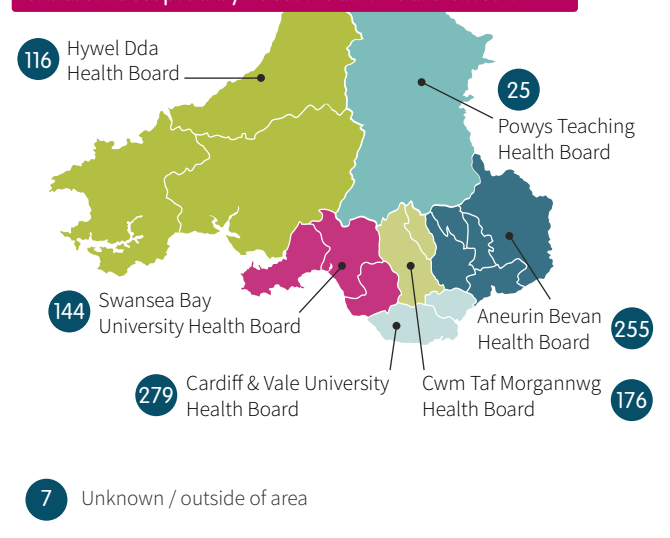 116
Hywel Dda
Health Board
25
Powys Teaching
Health Board
144
Swansea Bay
University Health Board
Aneurin Bevan
Health Board
255
279
Cardiff & Vale University
Health Board
Cwm Taf Morgannwg
Health Board
176
7
Unknown / outside of area